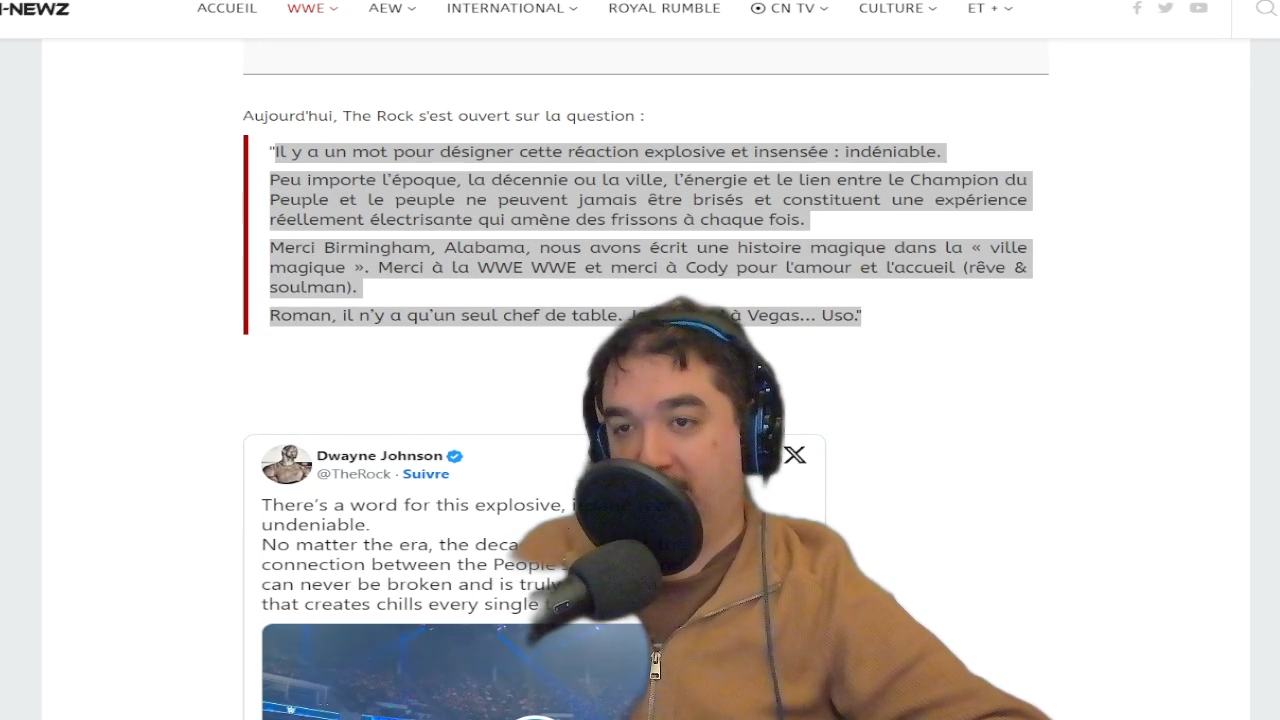 -NEWZ
ACCUEIL WWE AEW INTERNATIONAL ROYAL RUMBLE CN TV CULTURE ET +
Aujourd'hui, The Rock s'est ouvert sur la question :
"Il y a un mot pour désigner cette réaction explosive et insensée : indéniable.
Peu importe l'époque, la décennie ou la ville, l'énergie et le lien entre le Champion du
Peuple et le peuple ne peuvent jamais être brisés et constituent une expérience
réellement électrisante qui amène des frissons à chaque fois.
Merci Birmingham, Alabama, nous avons écrit une histoire magique dans la « ville
magique ». Merci à la WWE WWE et merci à Cody pour l'amour et l'accueil (rêve &
soulman).
Roman, il n'y a qu'un seul chef de table. à Vegas... Uso."
Dwayne Johnson
@TheRock · Suivre
There's a word for this explosive,
undeniable.
No matter the era, the deca
connection between the People's
can never be broken and is truly
that creates chills every single